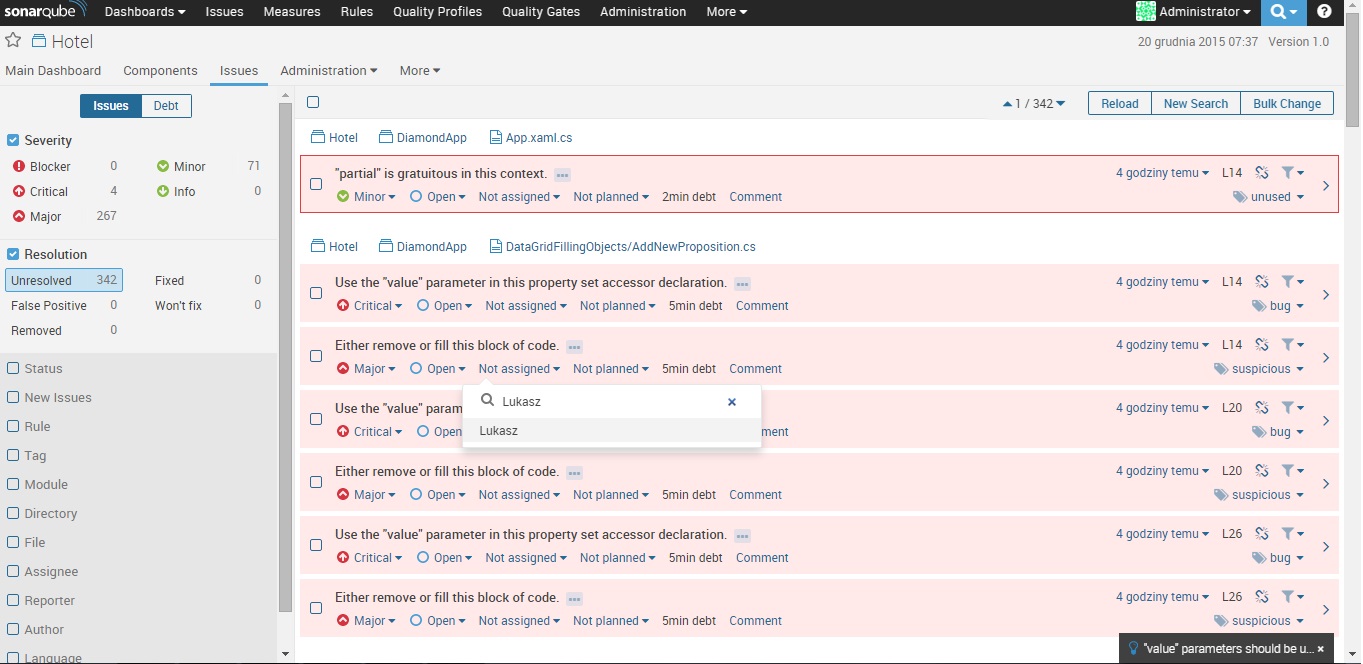 sonarqube Dashboards Issues Measures Rules Quality Profiles Quality Gates Administration More Administrator ?
Hotel 20 grudnia 2015 07:37 Version 1.0
Main Dashboard Components Issues Administration More
Issues Debt
1 / 342 Reload New Search Bulk Change
Severity
Blocker 0 Minor 71
Critical 4 Info 0
Major 267
Resolution
Unresolved 342 Fixed 0
False Positive 0 Won't fix 0
Removed 0
Status
New Issues
Rule
Tag
Module
Directory
File
Assignee
Reporter
Author
Language
Hotel DiamondApp App.xaml.cs
"partial" is gratuitous in this context. ... 4 godziny temu L14
Minor Open Not assigned Not planned 2min debt Comment unused
Hotel DiamondApp DataGridFillingObjects/AddNewProposition.cs
Use the "value" parameter in this property set accessor declaration. ... 4 godziny temu L14
Critical Open Not assigned Not planned 5min debt Comment bug
Either remove or fill this block of code. ... 4 godziny temu L14
Major Open Not assigned Not planned 5min debt Comment suspicious
Lukasz ×
Lukasz
Use the "value" param 4 godziny temu L20
Critical Open ment bug
Either remove or fill this block of code. ... 4 godziny temu L20
Major Open Not assigned Not planned 5min debt Comment suspicious
Use the "value" parameter in this property set accessor declaration. ... 4 godziny temu L26
Critical Open Not assigned Not planned 5min debt Comment bug
Either remove or fill this block of code. ... 4 godziny temu L26
Major Open Not assigned Not planned 5min debt Comment suspicious
"value" parameters should be u... ×